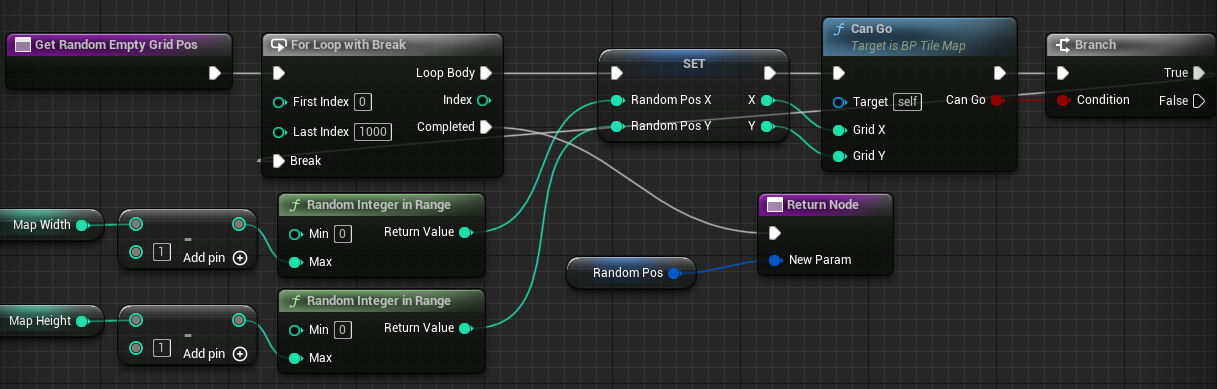 Get Random Empty Grid Pos
For Loop with Break
Loop Body
First Index 0
Index
Last Index 1000
Completed
Break
SET
Random Pos X
X
Random Pos Y
Y
Can Go
Target is BP Tile Map
Target self
Can Go
Grid X
Grid Y
Branch
True
Condition
False
Map Width
-
1
Add pin
Random Integer in Range
Min 0
Return Value
Max
Map Height
-
1
Add pin
Random Integer in Range
Min 0
Return Value
Max
Random Pos
Return Node
New Param